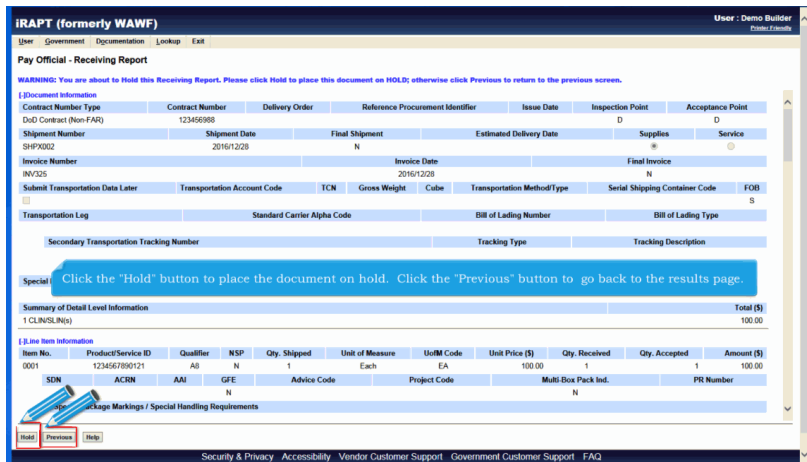 iRAPT (formerly WAWF)
User : Demo Builder
Printer Friendly
User Government Documentation Lookup Exit
Pay Official - Receiving Report
WARNING: You are about to Hold this Receiving Report. Please click Hold to place this document on HOLD; otherwise click Previous to return to the previous screen.
[-]Document Information
Contract Number Type Contract Number Delivery Order Reference Procurement Identifier Issue Date Inspection Point Acceptance Point
DoD Contract (Non-FAR) 123456988 D D
Shipment Number Shipment Date Final Shipment Estimated Delivery Date Supplies Service
SHPX002 2016/12/28 N
Invoice Number Invoice Date Final Invoice
INV325 2016/12/28 N
Submit Transportation Data Later Transportation Account Code TCN Gross Weight Cube Transportation Method/Type Serial Shipping Container Code FOB
S
Transportation Leg Standard Carrier Alpha Code Bill of Lading Number Bill of Lading Type
Secondary Transportation Tracking Number Tracking Type Tracking Description
Special
Click the "Hold" button to place the document on hold. Click the "Previous" button to go back to the results page.
Summary of Detail Level Information Total ($)
1 CLIN/SLIN(s) 100.00
[-]Line Item Information
Item No. Product/Service ID Qualifier NSP Qty. Shipped Unit of Measure UofM Code Unit Price ($) Qty. Received Qty. Accepted Amount ($)
0001 1234567890121 A8 N 1 Each EA 100.00 1 1 100.00
SDN ACRN AAI GFE Advice Code Project Code Multi-Box Pack Ind. PR Number
N N
Package Markings / Special Handling Requirements
Hold Previous Help
Security & Privacy Accessibility Vendor Customer Support Government Customer Support FAQ